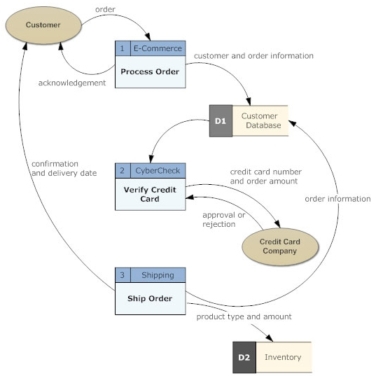 order
Customer
1 E-Commerce
customer and order information
Process Order
acknowledgement
D1 Customer
Database
confirmation
and delivery date
2 CyberCheck
credit card number
and order amount
Verify Credit
Card
order information
approval or
rejection
Credit Card
Company
3 Shipping
Ship Order
product type and amount
D2 Inventory